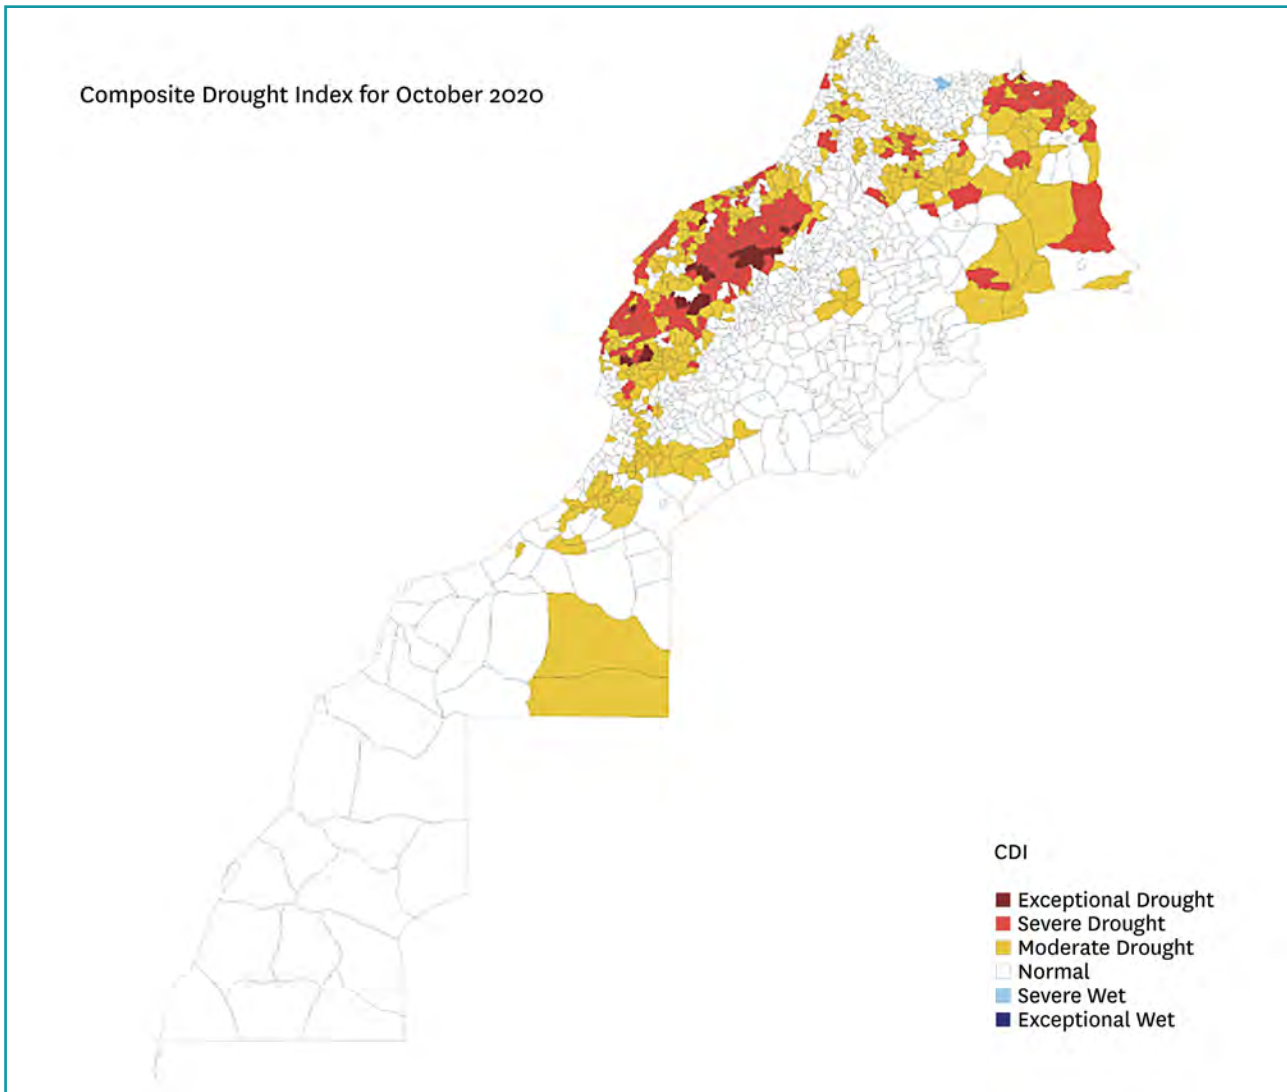 Composite Drought Index for October 2020
CDI
Exceptional Drought
Severe Drought
Moderate Drought
Normal
Severe Wet
Exceptional Wet